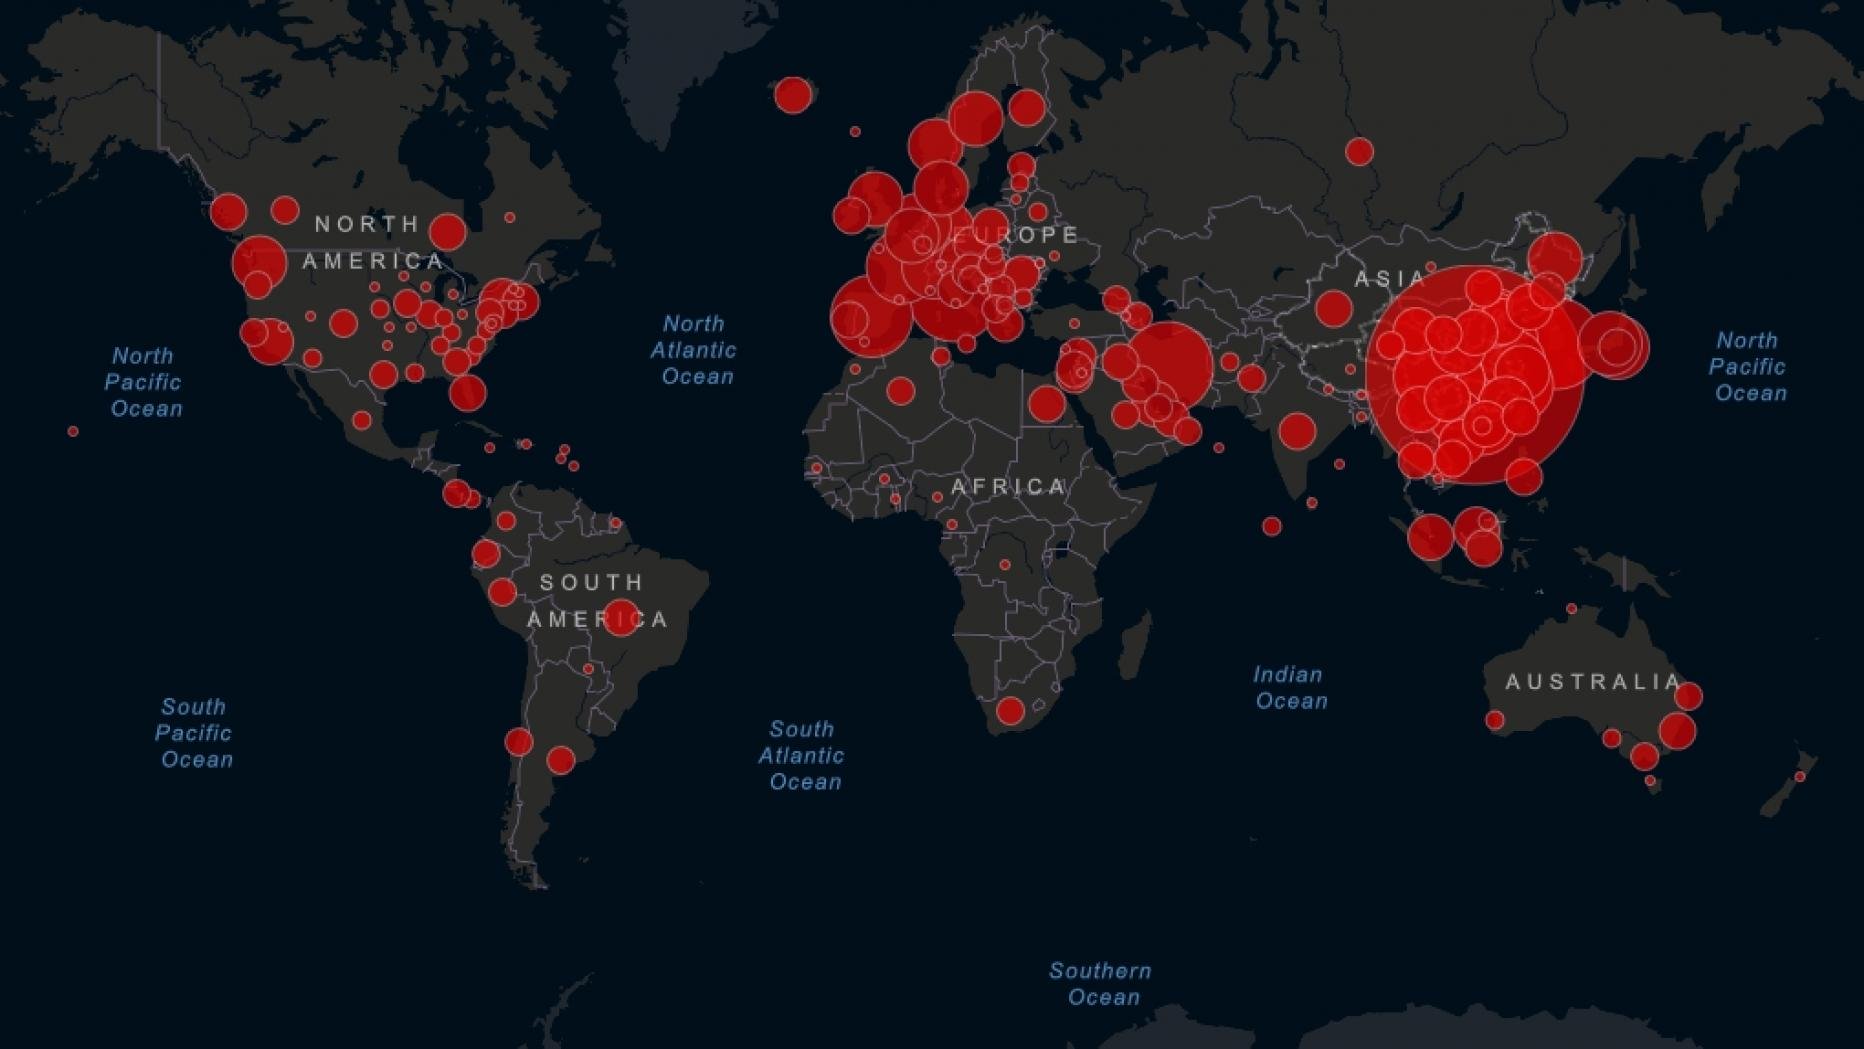 NORTH
AMERICA
EUROPE
ASIA
North
Atlantic
Ocean
North
Pacific
Ocean
North
Pacific
Ocean
AFRICA
SOUTH
AMERICA
Indian
Ocean
AUSTRALIA
South
Pacific
Ocean
South
Atlantic
Ocean
Southern
Ocean